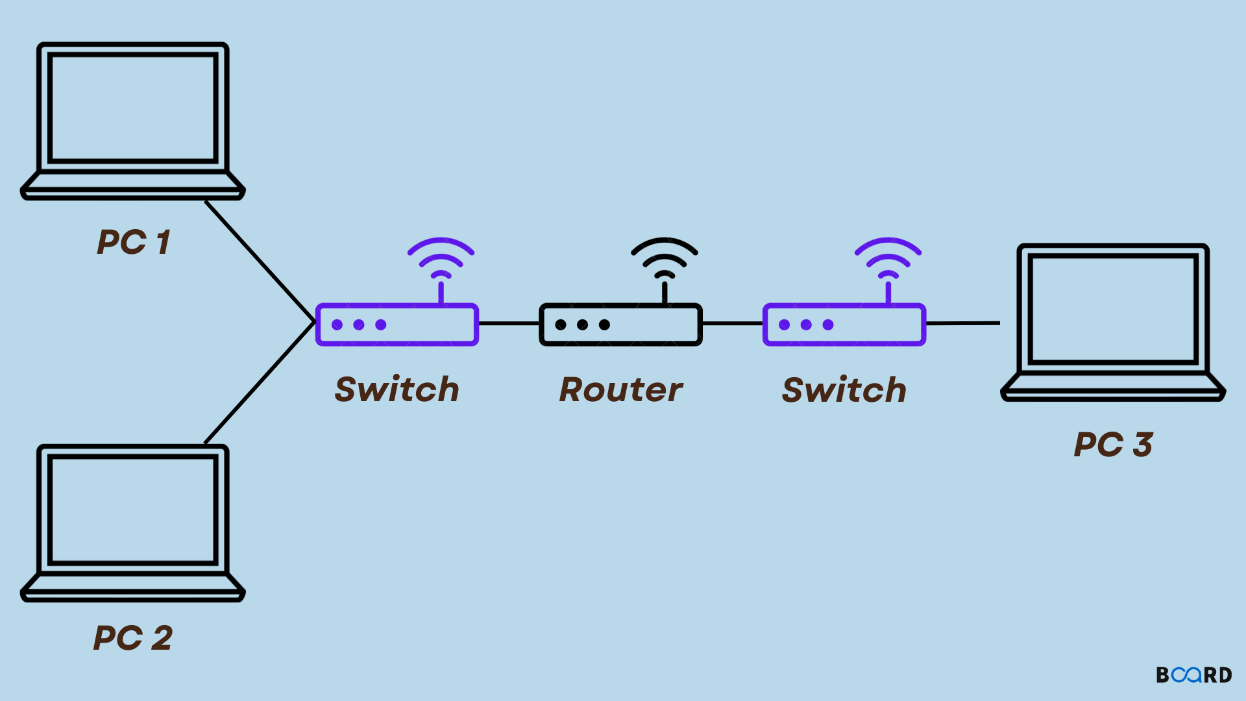 PC 1
Switch
Router
Switch
PC 3
PC 2
BOARD